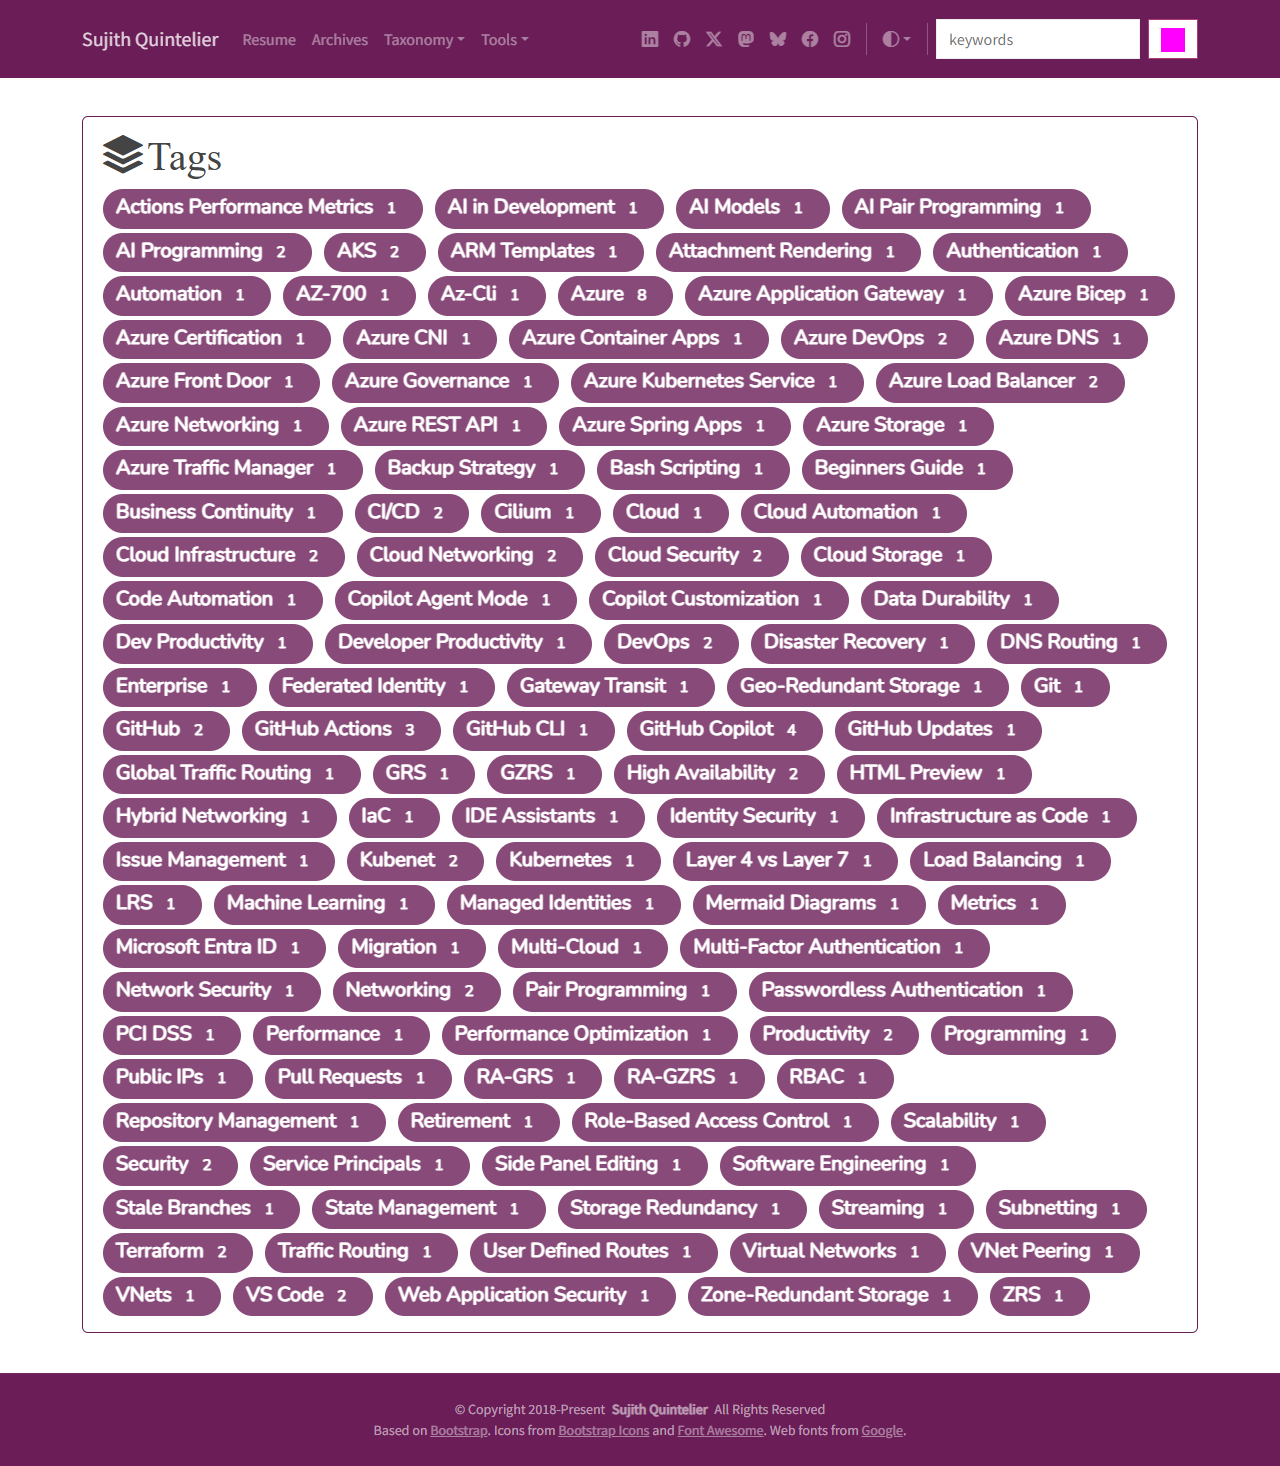 Sujith Quintelier Resume Archives Taxonomy Tools keywords
Tags
Actions Performance Metrics 1 AI in Development 1 AI Models 1 AI Pair Programming 1
AI Programming 2 AKS 2 ARM Templates 1 Attachment Rendering 1 Authentication 1
Automation 1 AZ-700 1 Az-Cli 1 Azure 8 Azure Application Gateway 1 Azure Bicep 1
Azure Certification 1 Azure CNI 1 Azure Container Apps 1 Azure DevOps 2 Azure DNS 1
Azure Front Door 1 Azure Governance 1 Azure Kubernetes Service 1 Azure Load Balancer 2
Azure Networking 1 Azure REST API 1 Azure Spring Apps 1 Azure Storage 1
Azure Traffic Manager 1 Backup Strategy 1 Bash Scripting 1 Beginners Guide 1
Business Continuity 1 CI/CD 2 Cilium 1 Cloud 1 Cloud Automation 1
Cloud Infrastructure 2 Cloud Networking 2 Cloud Security 2 Cloud Storage 1
Code Automation 1 Copilot Agent Mode 1 Copilot Customization 1 Data Durability 1
Dev Productivity 1 Developer Productivity 1 DevOps 2 Disaster Recovery 1 DNS Routing 1
Enterprise 1 Federated Identity 1 Gateway Transit 1 Geo-Redundant Storage 1 Git 1
GitHub 2 GitHub Actions 3 GitHub CLI 1 GitHub Copilot 4 GitHub Updates 1
Global Traffic Routing 1 GRS 1 GZRS 1 High Availability 2 HTML Preview 1
Hybrid Networking 1 IaC 1 IDE Assistants 1 Identity Security 1 Infrastructure as Code 1
Issue Management 1 Kubenet 2 Kubernetes 1 Layer 4 vs Layer 7 1 Load Balancing 1
LRS 1 Machine Learning 1 Managed Identities 1 Mermaid Diagrams 1 Metrics 1
Microsoft Entra ID 1 Migration 1 Multi-Cloud 1 Multi-Factor Authentication 1
Network Security 1 Networking 2 Pair Programming 1 Passwordless Authentication 1
PCI DSS 1 Performance 1 Performance Optimization 1 Productivity 2 Programming 1
Public IPs 1 Pull Requests 1 RA-GRS 1 RA-GZRS 1 RBAC 1
Repository Management 1 Retirement 1 Role-Based Access Control 1 Scalability 1
Security 2 Service Principals 1 Side Panel Editing 1 Software Engineering 1
Stale Branches 1 State Management 1 Storage Redundancy 1 Streaming 1 Subnetting 1
Terraform 2 Traffic Routing 1 User Defined Routes 1 Virtual Networks 1 VNet Peering 1
VNets 1 VS Code 2 Web Application Security 1 Zone-Redundant Storage 1 ZRS 1
© Copyright 2018-Present Sujith Quintelier All Rights Reserved
Based on Bootstrap. Icons from Bootstrap Icons and Font Awesome. Web fonts from Google.